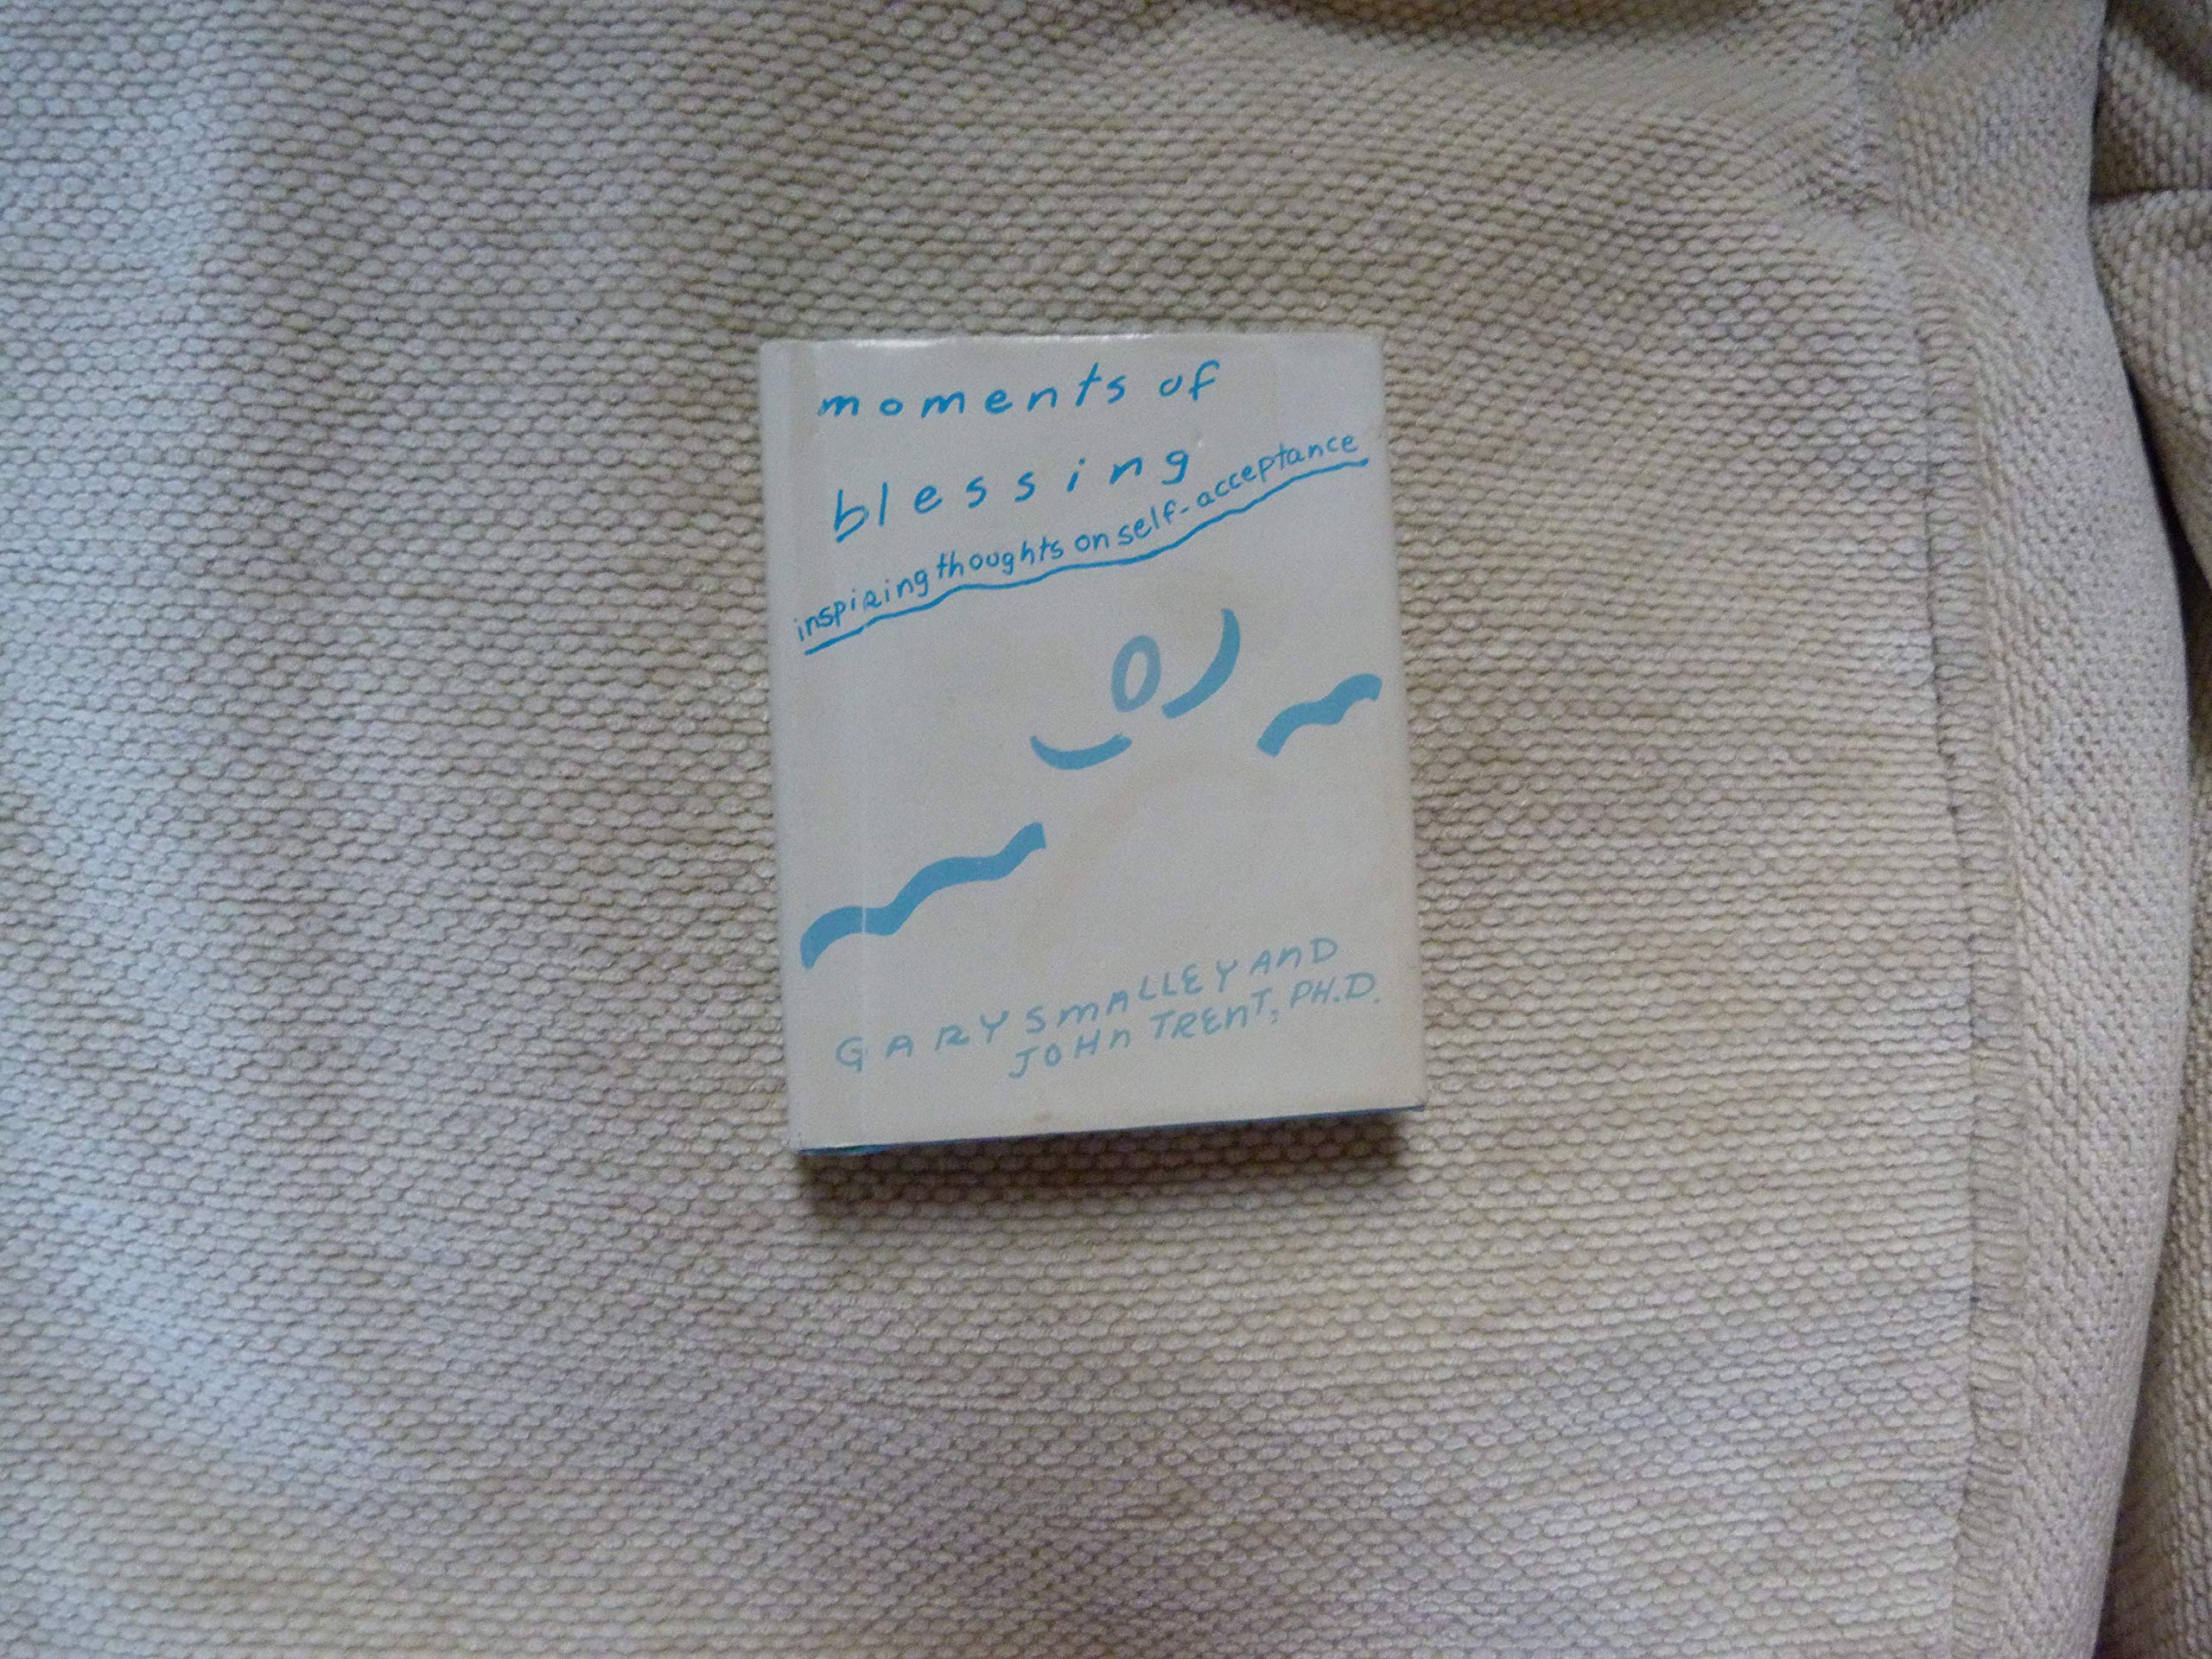 moments of
blessing
inspiring thoughts on self-acceptance
GARY SMALLEY AND
JOHN TRENT, PH.D.